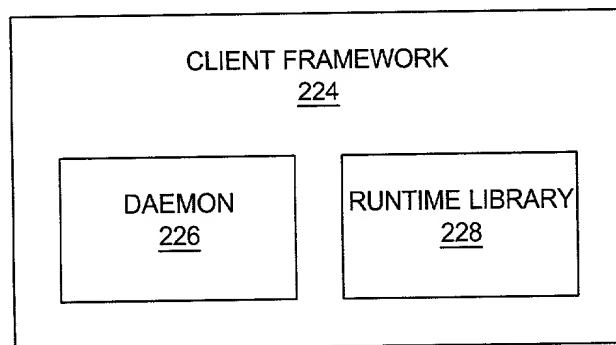 CLIENT FRAMEWORK
224
DAEMON
226
RUNTIME LIBRARY
228